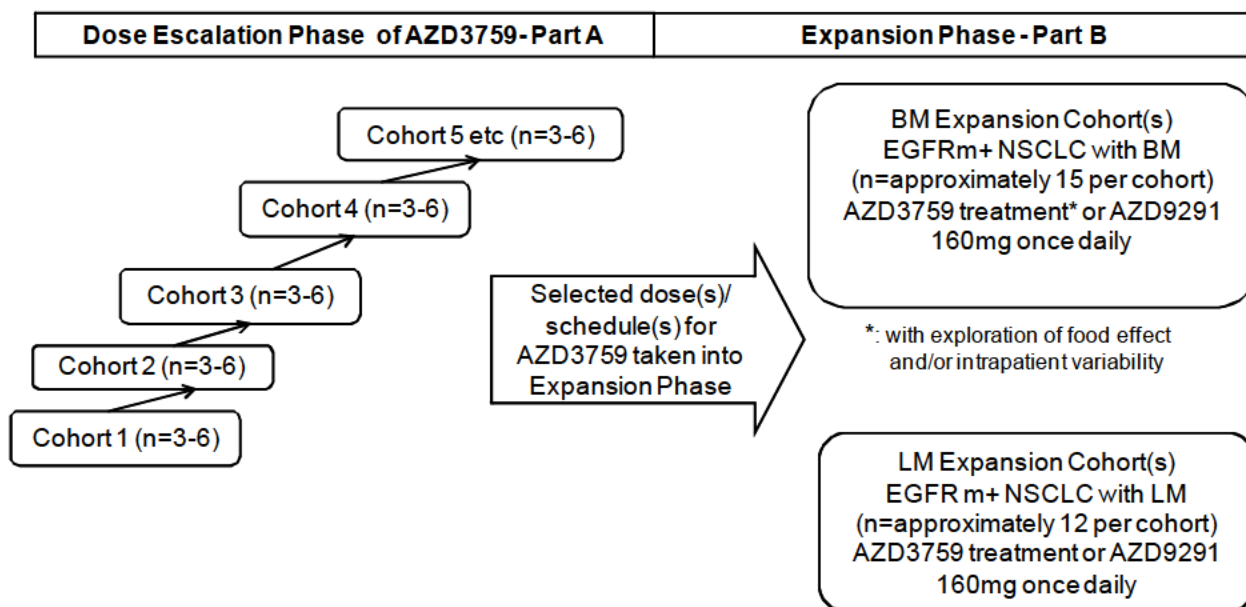 Dose Escalation Phase of AZD3759-Part A
Expansion Phase - Part B
Cohort 5 etc (n=3-6)
Cohort 4 (n=3-6)
Cohort 3 (n=3-6)
Cohort 2 (n=3-6)
Cohort 1 (n=3-6)
Selected dose(s)/
schedule(s) for
AZD3759 taken into
Expansion Phase
BM Expansion Cohort(s)
EGFRm+ NSCLC with BM
(n=approximately 15 per cohort)
AZD3759 treatment* or AZD9291
160mg once daily
*: with exploration of food effect
and/or intrapatient variability
LM Expansion Cohort(s)
EGFR m+ NSCLC with LM
(n=approximately 12 per cohort)
AZD3759 treatment or AZD9291
160mg once daily